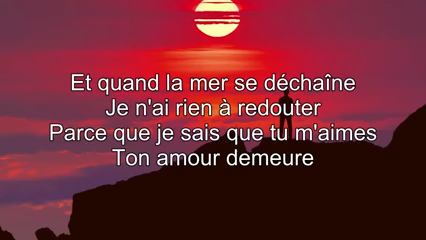 Et quand la mer se déchaîne
Je n'ai rien à redouter
Parce que je sais que tu m'aimes
Ton amour demeure